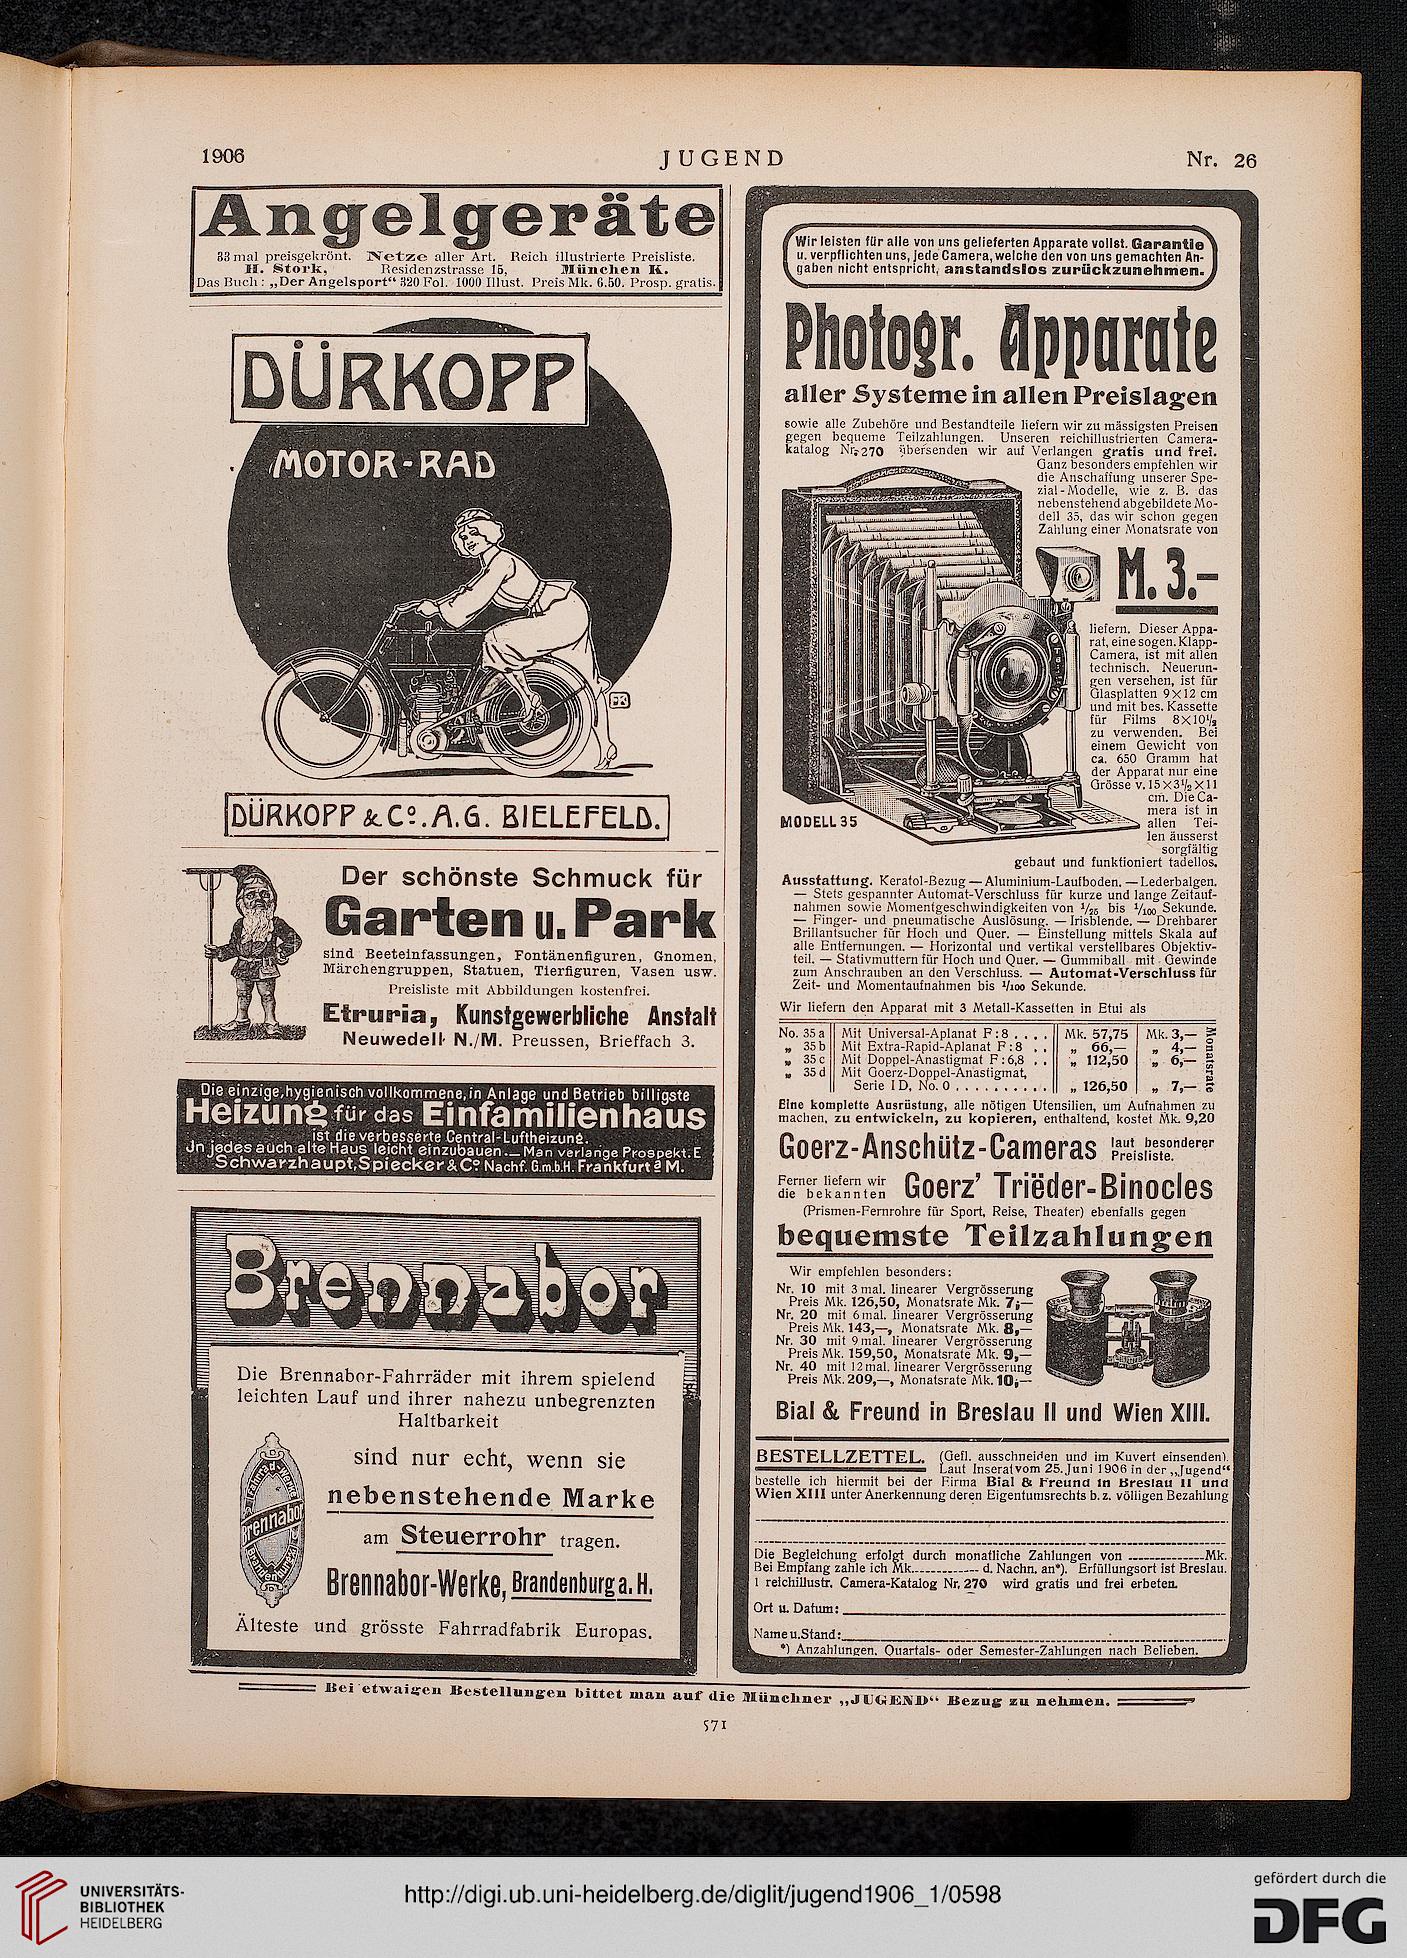 1906
JUGEND
Nr. 26
Angelgeräte
33 mal preisgekrönt. Netze aller Art. Reich illustrierte Preisliste.
H. Stork, Residenzstrasse 15, München K.
Das Buch: „Der Angelsport“ 320 Fol. 1000 Illust. Preis Mk. 6.50. Prosp. gratis.
DÜRKOPP
MOTOR-RAD
DÜRKOPP & Co. A.G. BIELEFELD.
Der schönste Schmuck für
Garten u. Park
sind Beeteinfassungen, Fontänenfiguren, Gnomen,
Märchengruppen, Statuen, Tierfiguren, Vasen usw.
Preisliste mit Abbildungen kostenfrei.
Etruria, Kunstgewerbliche Anstalt
Neuwedell N./M. Preussen, Brieffach 3.
Die einzige, hygienisch vollkommene, in Anlage und Betrieb billigste
Heizung für das Einfamilienhaus
ist die verbesserte Central-Luftheizung.
In jedes auch alte Haus leicht einzubauen. — Man verlange Prospekt. E
Schwarzhaupt, Spiecker & Co Nachf. G.m.b.H. Frankfurt a M.
Brennabor
Die Brennabor-Fahrräder mit ihrem spielend
leichten Lauf und ihrer nahezu unbegrenzten
Haltbarkeit
sind nur echt, wenn sie
nebenstehende Marke
am Steuerrohr tragen.
Brennabor
Brennabor-Werke, Brandenburg a. H.
Älteste und grösste Fahrradfabrik Europas.
Wir leisten für alle von uns gelieferten Apparate vollst. Garantie
u. verpflichten uns, jede Camera, welche den von uns gemachten An-
gaben nicht entspricht, anstandslos zurückzunehmen.
Photogr. Apparate
aller Systeme in allen Preislagen
sowie alle Zubehöre und Bestandteile liefern wir zu mässigsten Preisen
gegen bequeme Teilzahlungen. Unseren reichillustrierten Camera-
katalog Nr. 270 übersenden wir auf Verlangen gratis und frei.
Ganz besonders empfehlen wir
die Anschaffung unserer Spe-
zial-Modelle, wie z. B. das
nebenstehend abgebildete Mo-
dell 35, das wir schon gegen
Zahlung einer Monatsrate von
M. 3.–
liefern. Dieser Appa-
rat, eine sogen. Klapp-
Camera, ist mit allen
technisch. Neuerun-
gen versehen, ist für
Glasplatten 9×12 cm
und mit bes. Kassette
für Films 8×10½
zu verwenden. Bei
einem Gewicht von
ca. 650 Gramm hat
der Apparat nur eine
Grösse v. 15×3½×11
cm. Die Ca-
mera ist in
allen Tei-
len äusserst
sorgfältig
gebaut und funktioniert tadellos.
MODELL 35
Ausstattung. Keratol-Bezug — Aluminium-Laufboden. — Lederbalgen.
— Stets gespannter Automat-Verschluss für kurze und lange Zeitauf-
nahmen sowie Momentgeschwindigkeiten von 1/25 bis 1/100 Sekunde.
— Finger- und pneumatische Auslösung. — Irisblende. — Drehbarer
Brillantsucher für Hoch und Quer. — Einstellung mittels Skala auf
alle Entfernungen. — Horizontal und vertikal verstellbares Objektiv-
teil. — Stativmuttern für Hoch und Quer. — Gummiball mit Gewinde
zum Anschrauben an den Verschluss. — Automat-Verschluss für
Zeit- und Momentaufnahmen bis 1/100 Sekunde.
Wir liefern den Apparat mit 3 Metall-Kassetten in Etui als
No. 35 a Mit Universal-Aplanat F:8 .... Mk. 57,75 Mk. 3,—
„ 35 b Mit Extra-Rapid-Aplanat F:8 .. „ 66,— „ 4,—
„ 35 c Mit Doppel-Anastigmat F:6,8 .. „ 112,50 „ 6,—
„ 35 d Mit Goerz-Doppel-Anastigmat,
Serie I D, No. 0 .......... „ 126,50 „ 7,—
Monatsrate
Eine komplette Ausrüstung, alle nötigen Utensilien, um Aufnahmen zu
machen, zu entwickeln, zu kopieren, enthaltend, kostet Mk. 9,20
Goerz-Anschütz-Cameras laut besonderer
Preisliste.
Ferner liefern wir
die bekannten Goerz’ Triëder-Binocles
(Prismen-Fernrohre für Sport, Reise, Theater) ebenfalls gegen
bequemste Teilzahlungen
Wir empfehlen besonders:
Nr. 10 mit 3 mal. linearer Vergrösserung
Preis Mk. 126,50, Monatsrate Mk. 7,—
Nr. 20 mit 6 mal. linearer Vergrösserung
Preis Mk. 143,—, Monatsrate Mk. 8,—
Nr. 30 mit 9 mal. linearer Vergrösserung
Preis Mk. 159,50, Monatsrate Mk. 9,—
Nr. 40 mit 12 mal. linearer Vergrösserung
Preis Mk. 209,—, Monatsrate Mk. 10,—
Bial & Freund in Breslau II und Wien XIII.
BESTELLZETTEL. (Gefl. ausschneiden und im Kuvert einsenden).
Laut Inserat vom 25. Juni 1906 in der „Jugend“
bestelle ich hiermit bei der Firma Bial & Freund in Breslau II und
Wien XIII unter Anerkennung deren Eigentumsrechts b. z. völligen Bezahlung
Die Begleichung erfolgt durch monatliche Zahlungen von Mk.
Bei Empfang zahle ich Mk. d. Nachn. an*). Erfüllungsort ist Breslau.
1 reichillustr. Camera-Katalog Nr. 270 wird gratis und frei erbeten.
Ort u. Datum:
Name u. Stand:
*) Anzahlungen, Quartals- oder Semester-Zahlungen nach Belieben.
Bei etwaigen Bestellungen bittet man auf die Münchner „JUGEND“ Bezug zu nehmen.
571
UNIVERSITÄTS-
BIBLIOTHEK
HEIDELBERG
http://digi.ub.uni-heidelberg.de/diglit/jugend1906_1/0598
gefördert durch die
DFG